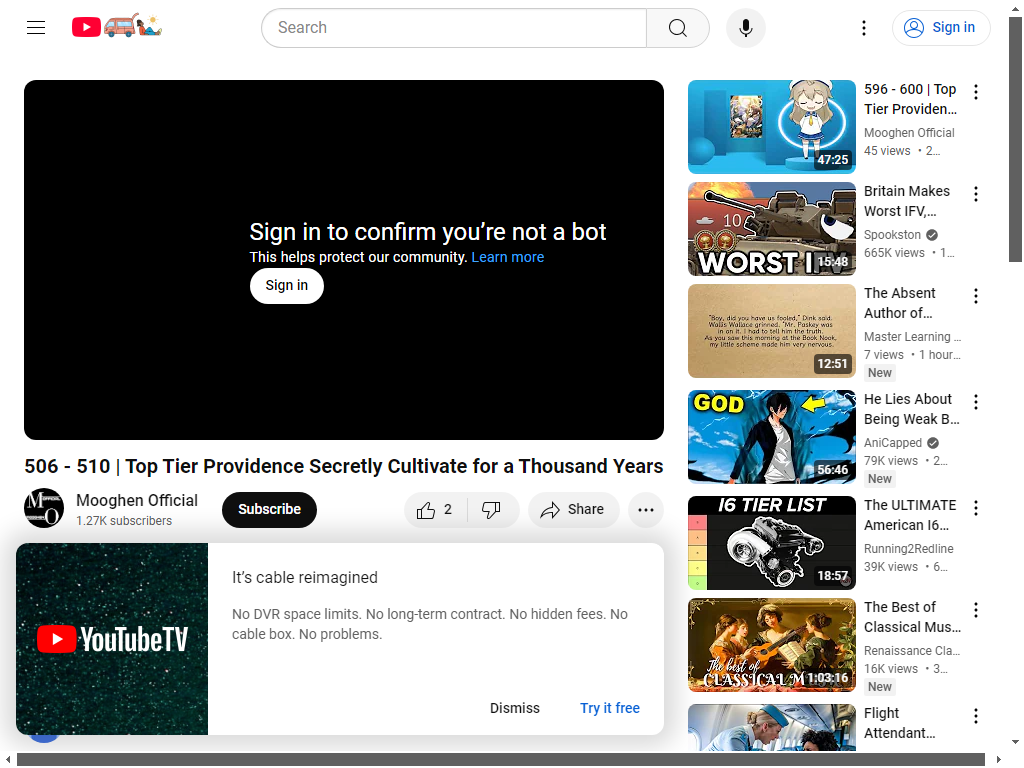 Search
Sign in
Sign in to confirm you’re not a bot
This helps protect our community. Learn more
Sign in
506 - 510 | Top Tier Providence Secretly Cultivate for a Thousand Years
Mooghen Official
1.27K subscribers
Subscribe
2
Share
YouTubeTV
It’s cable reimagined
No DVR space limits. No long-term contract. No hidden fees. No
cable box. No problems.
Dismiss
Try it free
47:25
596 - 600 | Top
Tier Providen…
Mooghen Official
45 views • 2…
10
WORST IFV
15:48
Britain Makes
Worst IFV,…
Spookston
665K views • 1…
"Boy, did you have us fooled," Dink said.
Wallis Wallace grinned. "Mr. Paskey was
in on it. I had to tell him the truth.
As you saw this morning at the Book Nook,
my little scheme made him very nervous.
12:51
The Absent
Author of…
Master Learning …
7 views • 1 hour…
New
GOD
56:46
He Lies About
Being Weak B…
AniCapped
79K views • 2…
New
I6 TIER LIST
18:57
The ULTIMATE
American I6…
Running2Redline
39K views • 6…
The best of
CLASSICAL M
1:03:16
The Best of
Classical Mus…
Renaissance Cla…
16K views • 3…
New
Flight
Attendant…